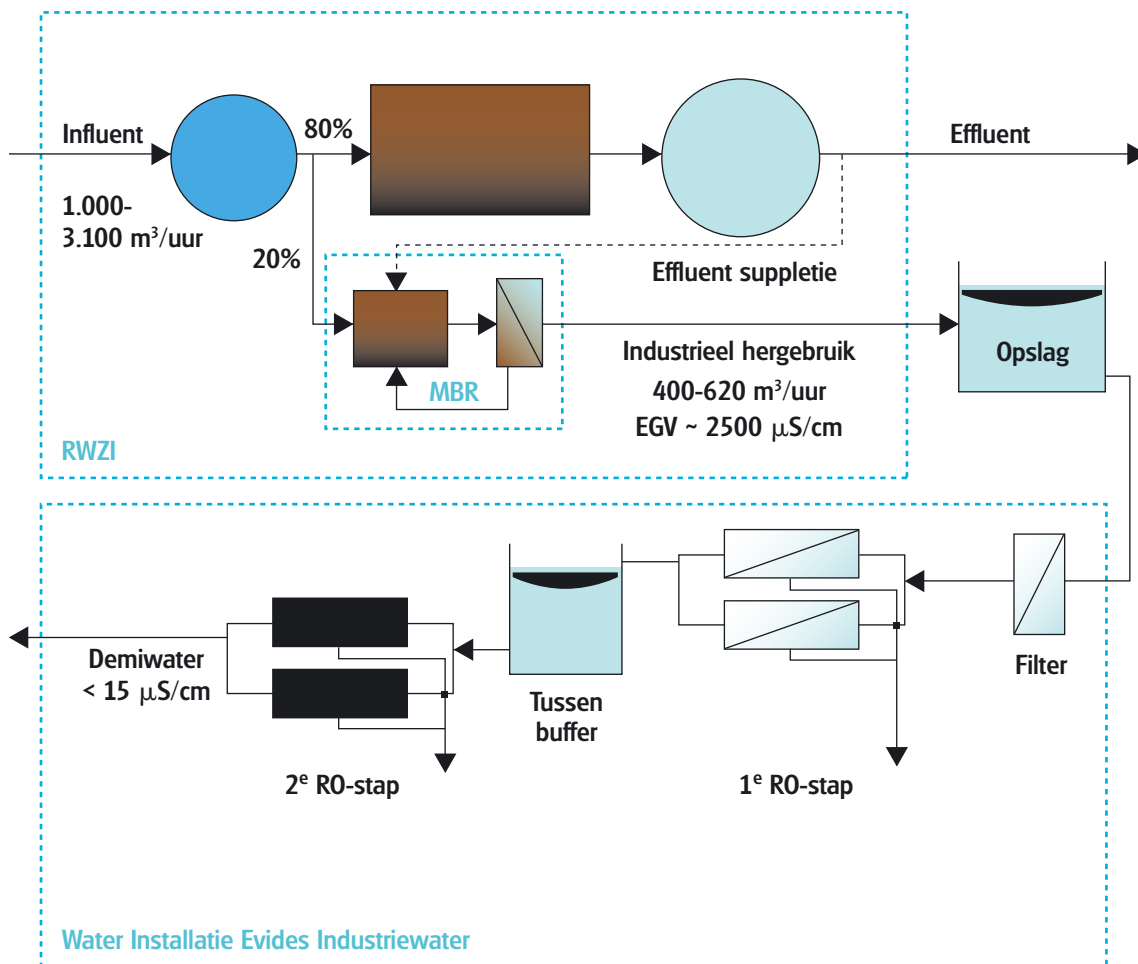 Influent
80%
Effluent
1.000-
3.100 m³/uur
20%
Effluent suppletie
Industrieel hergebruik
Opslag
400-620 m³/uur
MBR
EGV ~ 2500 μS/cm
RWZI
Demiwater
< 15 μS/cm
Tussen
buffer
Filter
2e RO-stap
1e RO-stap
Water Installatie Evides Industriewater